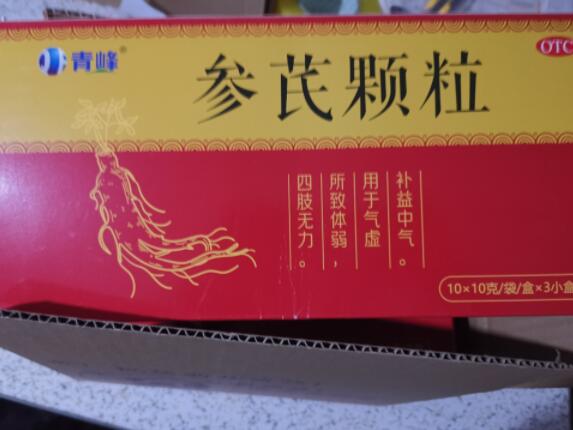 青峰®
参芪颗粒
OTC
补益中气。
用于气虚
所致体弱，
四肢无力。
10×10克/袋/盒×3小盒